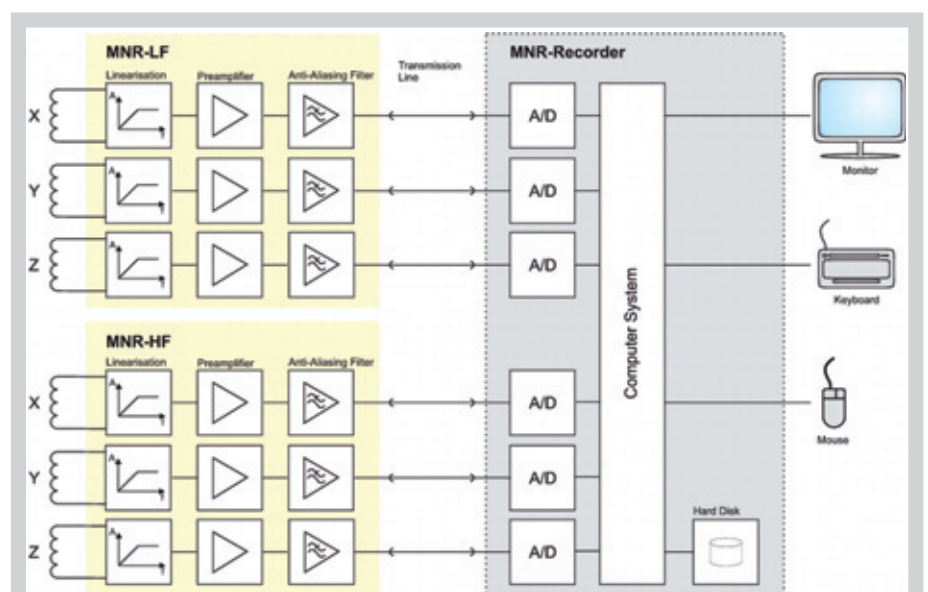 MNR-LF
Linearisation Preamplifier Anti-Aliasing Filter
Transmission
Line
MNR-Recorder
X A f A/D
Y A f A/D
Z A f A/D
Computer System
Monitor
Keyboard
MNR-HF
Linearisation Preamplifier Anti-Aliasing Filter
X A f A/D
Y A f A/D
Z A f A/D
Mouse
Hard Disk